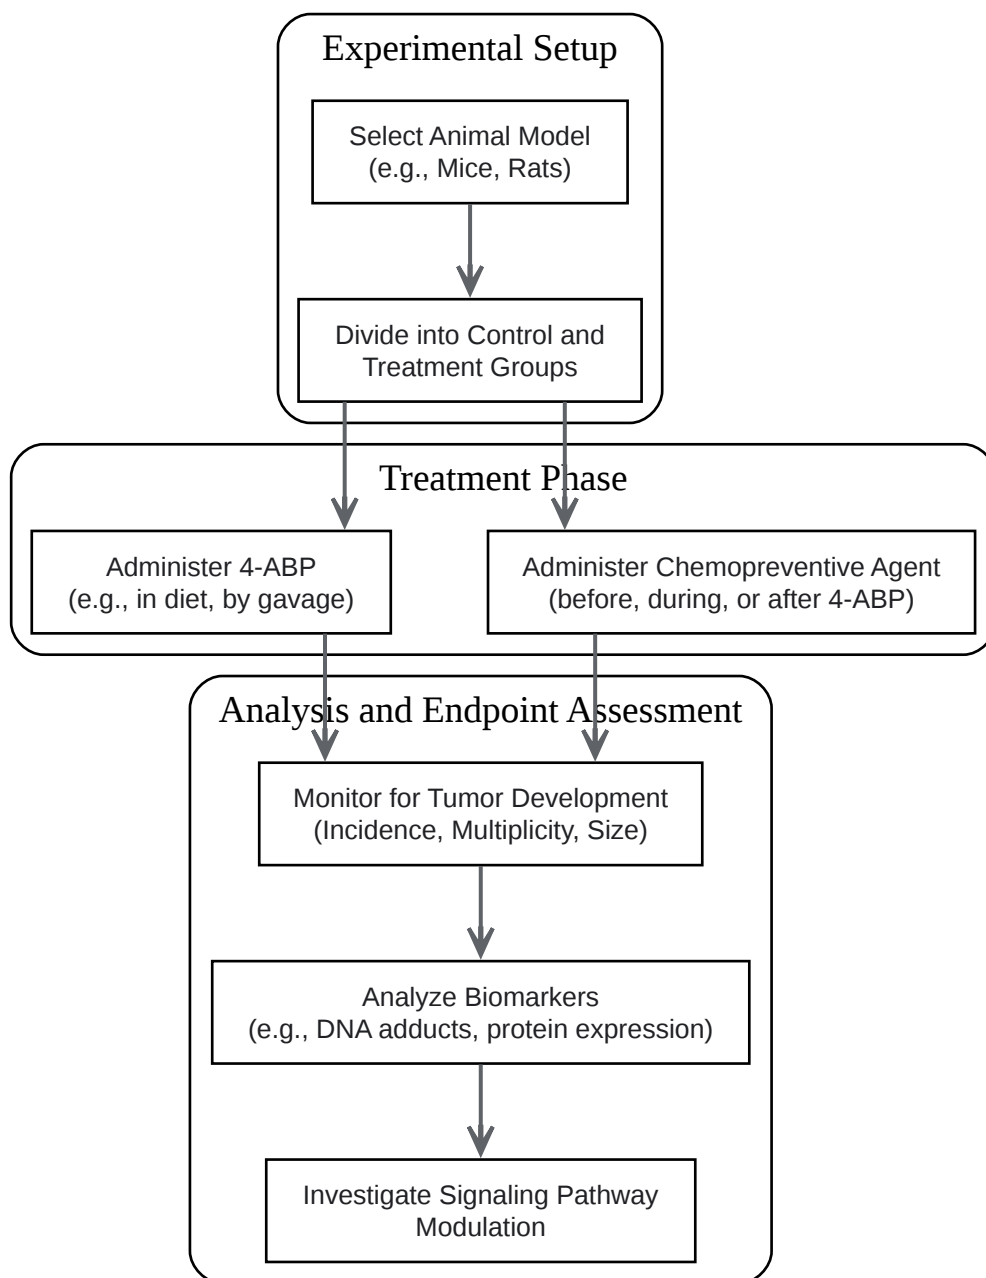 Experimental Setup
Select Animal Model
(e.g., Mice, Rats)
Divide into Control and
Treatment Groups
Treatment Phase
Administer 4-ABP
(e.g., in diet, by gavage)
Administer Chemopreventive Agent
(before, during, or after 4-ABP)
Analysis and Endpoint Assessment
Monitor for Tumor Development
(Incidence, Multiplicity, Size)
Analyze Biomarkers
(e.g., DNA adducts, protein expression)
Investigate Signaling Pathway
Modulation